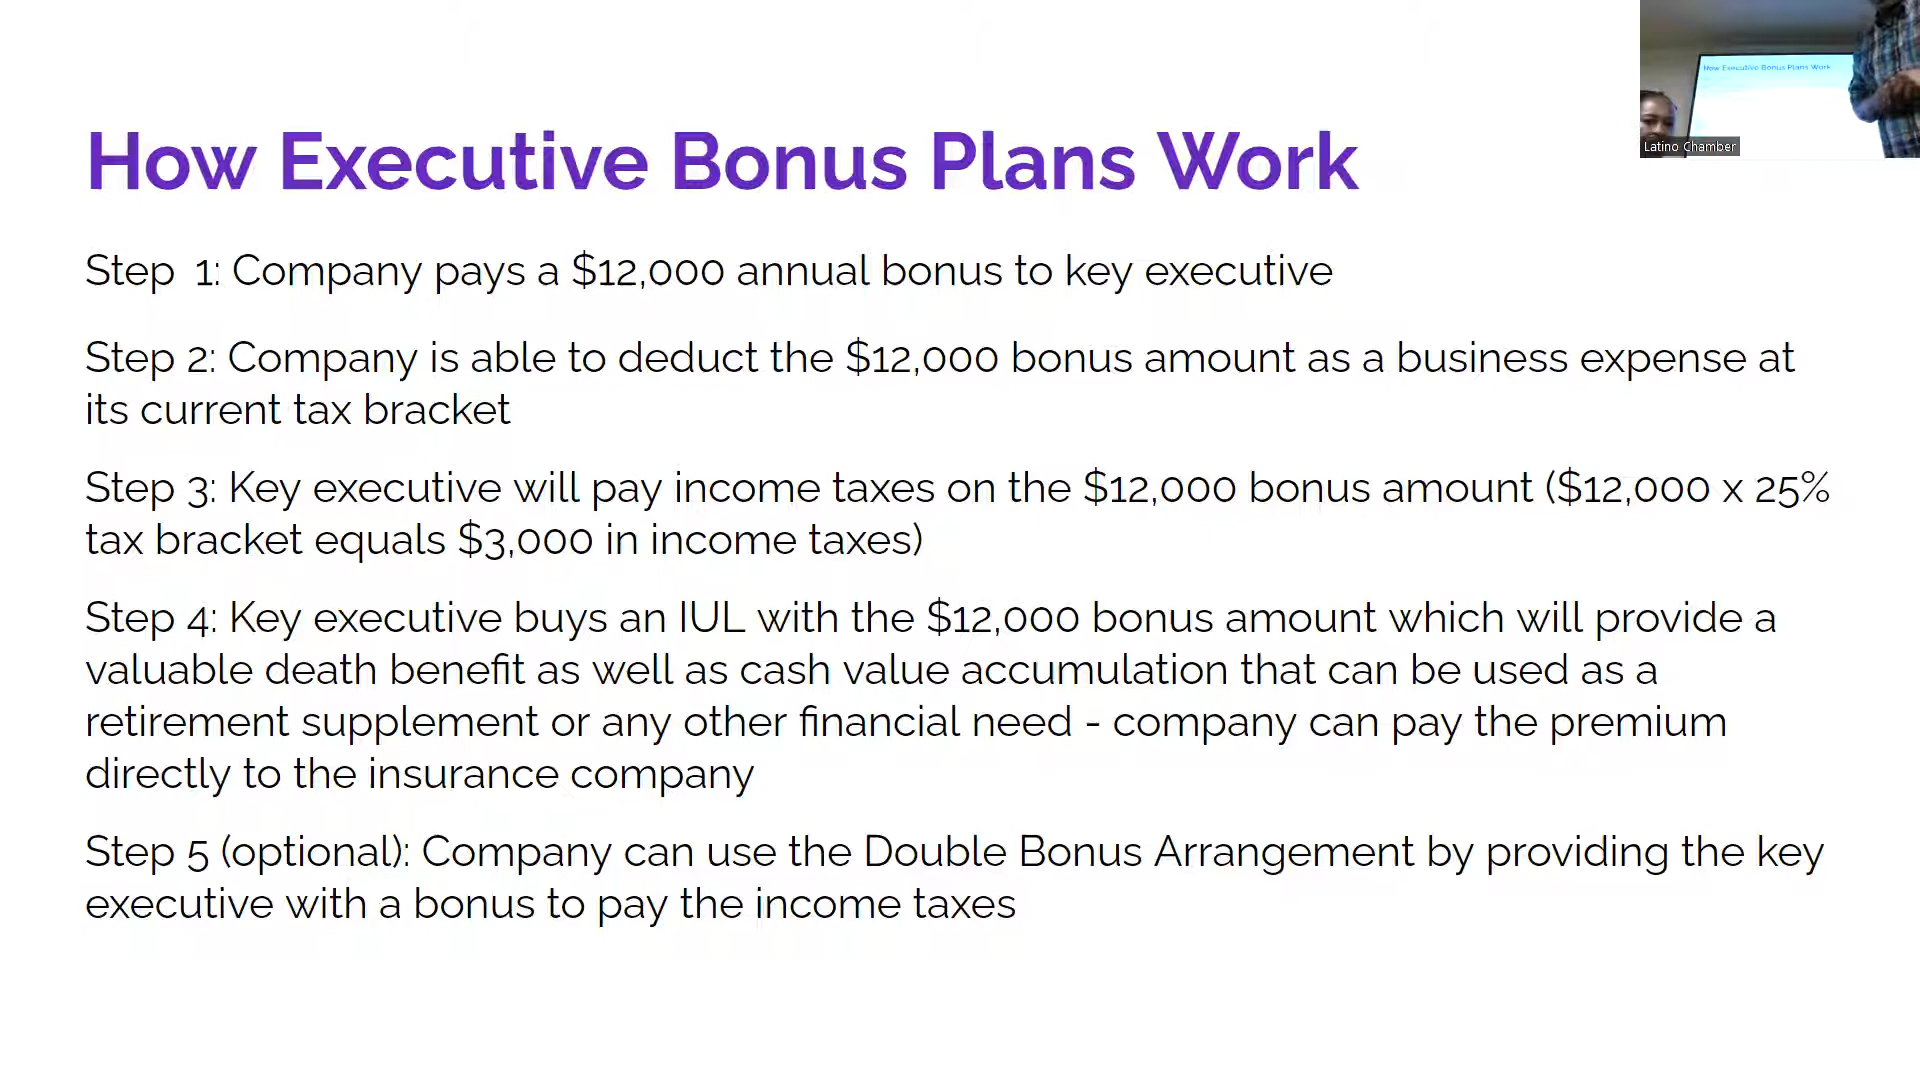 How Executive Bonus Plans Work
Latino Chamber
How Executive Bonus Plans Work
Step 1: Company pays a $12,000 annual bonus to key executive
Step 2: Company is able to deduct the $12,000 bonus amount as a business expense at
its current tax bracket
Step 3: Key executive will pay income taxes on the $12,000 bonus amount ($12,000 x 25%
tax bracket equals $3,000 in income taxes)
Step 4: Key executive buys an IUL with the $12,000 bonus amount which will provide a
valuable death benefit as well as cash value accumulation that can be used as a
retirement supplement or any other financial need - company can pay the premium
directly to the insurance company
Step 5 (optional): Company can use the Double Bonus Arrangement by providing the key
executive with a bonus to pay the income taxes